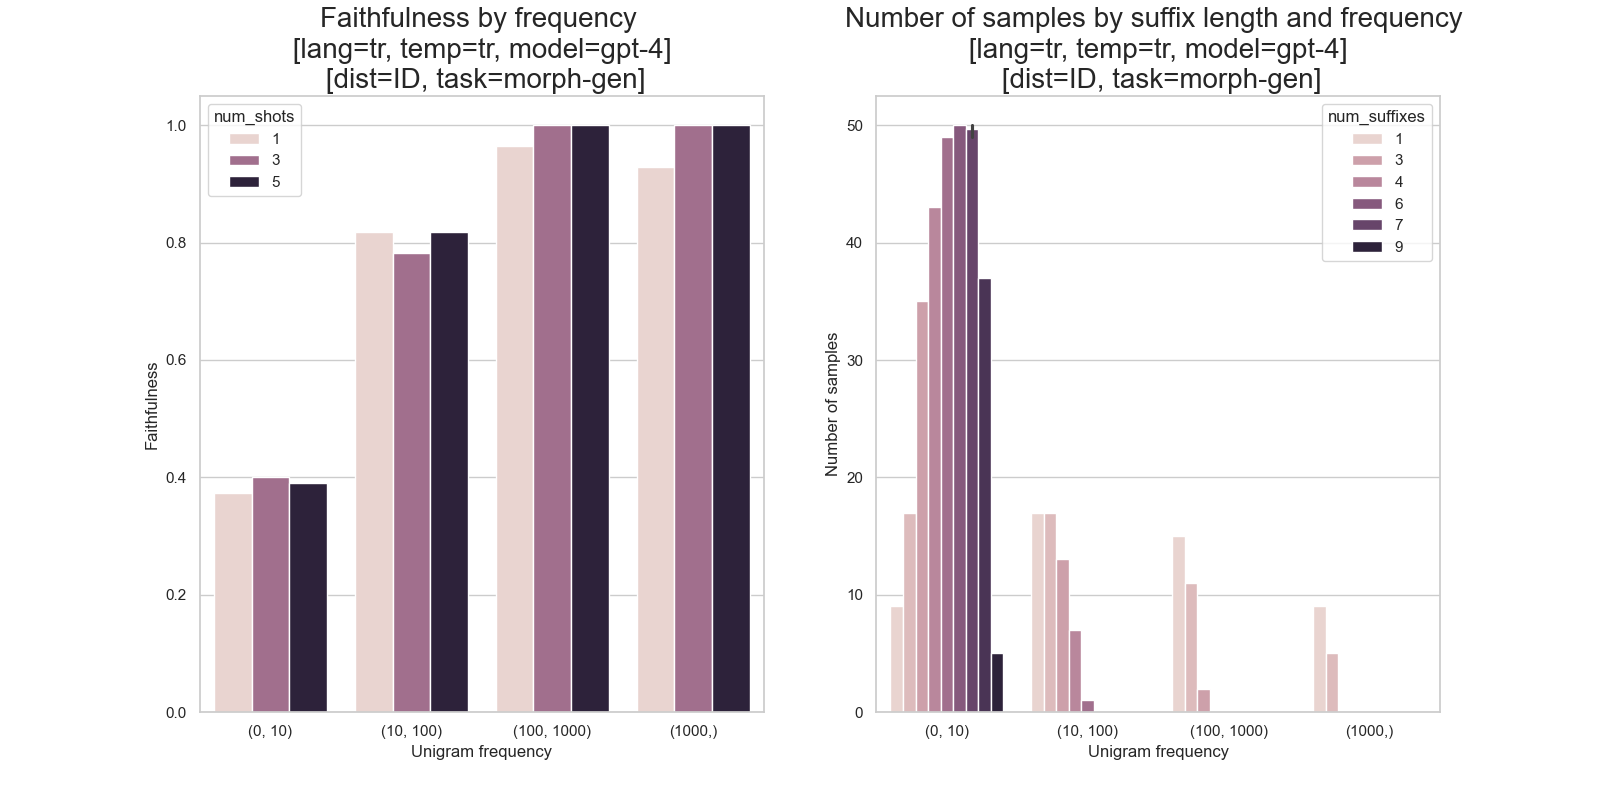 Faithfulness by frequency
[lang=tr, temp=tr, model=gpt-4]
[dist=ID, task=morph-gen]
num_shots
1
3
5
1.0
0.8
0.6
0.4
0.2
0.0
Faithfulness
(0, 10)
(10, 100)
(100, 1000)
(1000,)
Unigram frequency
Number of samples by suffix length and frequency
[lang=tr, temp=tr, model=gpt-4]
[dist=ID, task=morph-gen]
num_suffixes
1
3
4
6
7
9
50
40
30
20
10
0
Number of samples
(0, 10)
(10, 100)
(100, 1000)
(1000,)
Unigram frequency